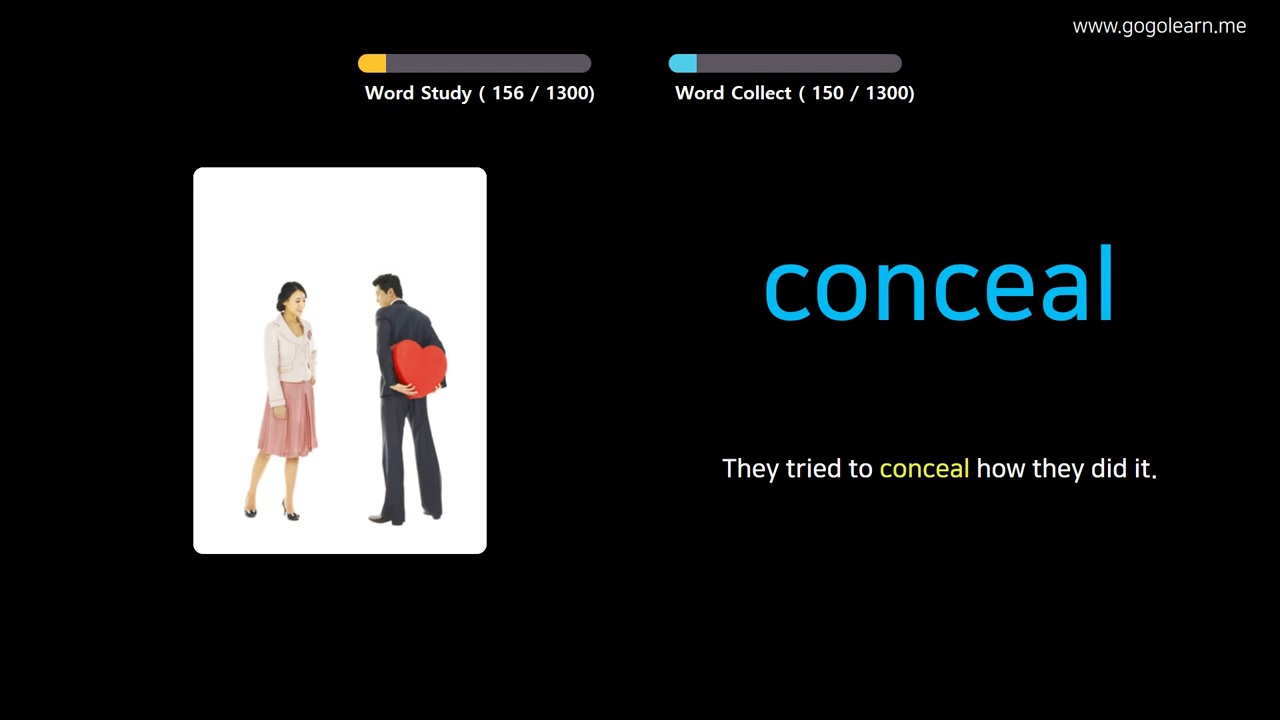 www.gogolearn.me
Word Study ( 156 / 1300)
Word Collect ( 150 / 1300)
conceal
They tried to conceal how they did it.